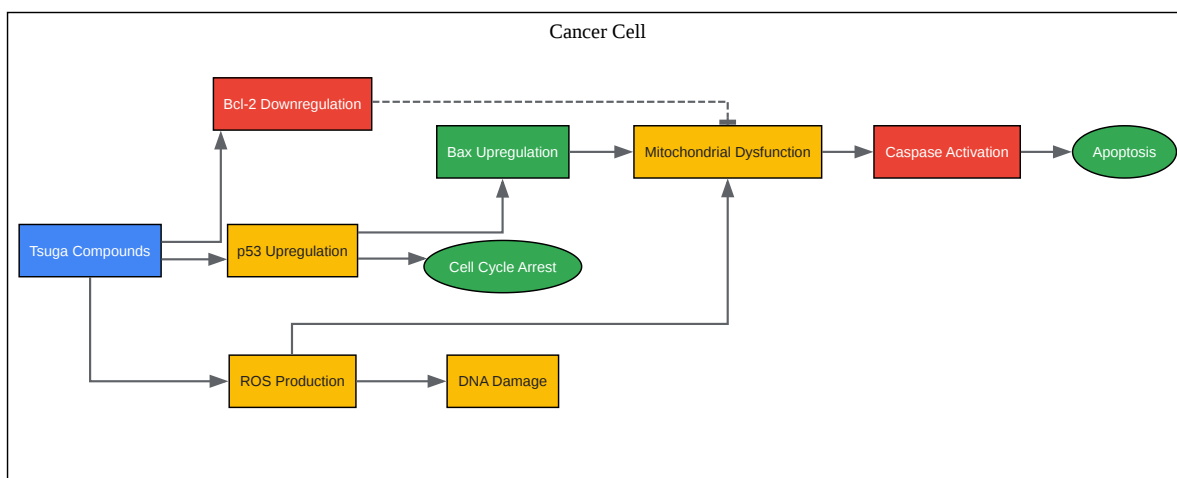 Cancer Cell
Bcl-2 Downregulation
Bax Upregulation
Mitochondrial Dysfunction
Caspase Activation
Apoptosis
Tsuga Compounds
p53 Upregulation
Cell Cycle Arrest
ROS Production
DNA Damage